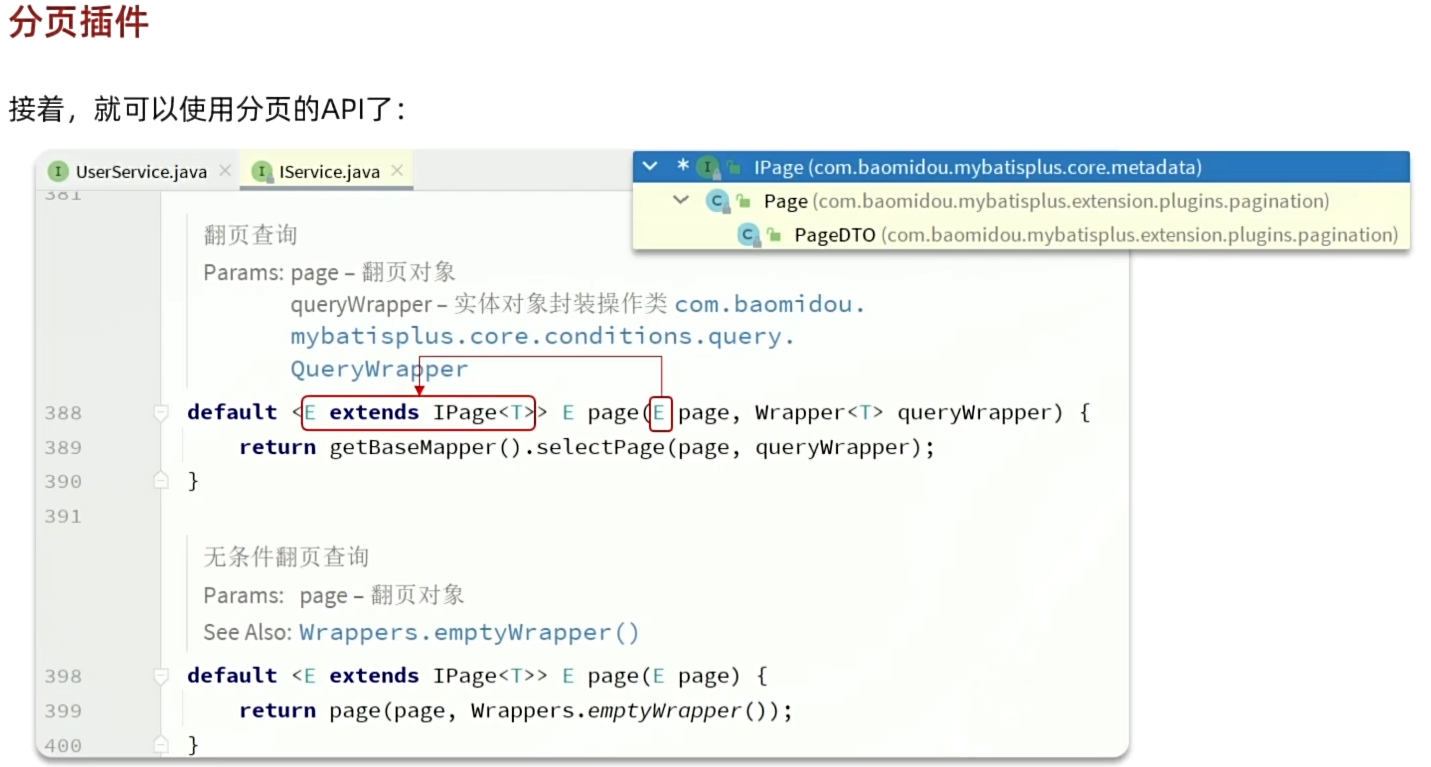 分页插件
接着，就可以使用分页的API了：
UserService.java
IService.java
IPage (com.baomidou.mybatisplus.core.metadata)
Page (com.baomidou.mybatisplus.extension.plugins.pagination)
PageDTO (com.baomidou.mybatisplus.extension.plugins.pagination)
381
翻页查询
Params: page – 翻页对象
queryWrapper – 实体对象封装操作类 com.baomidou.
mybatisplus.core.conditions.query.
QueryWrapper
388 default <E extends IPage<T>> E page(E page, Wrapper<T> queryWrapper) {
389 return getBaseMapper().selectPage(page, queryWrapper);
390 }
391
无条件翻页查询
Params: page – 翻页对象
See Also: Wrappers.emptyWrapper()
398 default <E extends IPage<T>> E page(E page) {
399 return page(page, Wrappers.emptyWrapper());
400 }